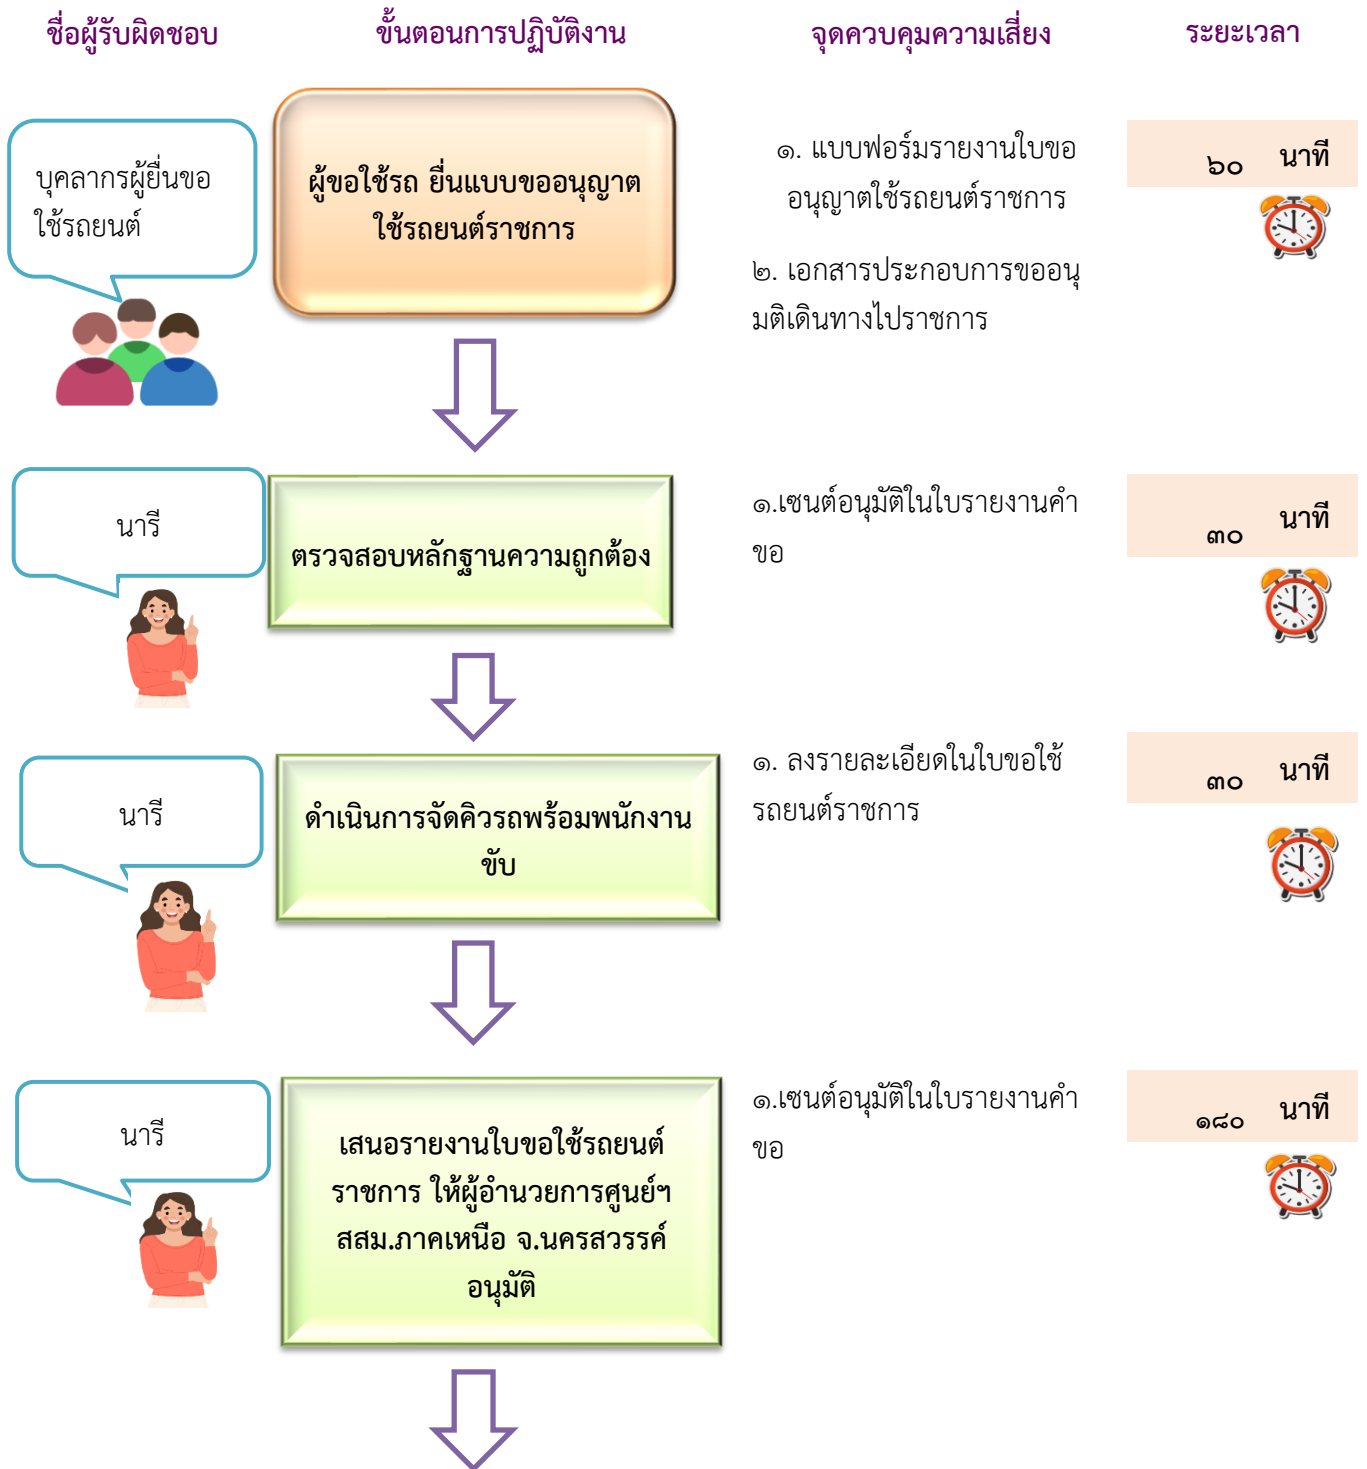 ชื่อผู้รับผิดชอบ
ขั้นตอนการปฏิบัติงาน
จุดควบคุมความเสี่ยง
ระยะเวลา
บุคลากรผู้ยื่นขอ
ใช้รถยนต์
ผู้ขอใช้รถ ยื่นแบบขออนุญาต
ใช้รถยนต์ราชการ
๑. แบบฟอร์มรายงานใบขอ
อนุญาตใช้รถยนต์ราชการ
๒. เอกสารประกอบการขออนุ
มติเดินทางไปราชการ
๖๐ นาที
นารี
ตรวจสอบหลักฐานความถูกต้อง
๑.เซนต์อนุมัติในใบรายงานคำ
ขอ
๓๐ นาที
นารี
ดำเนินการจัดคิวรถพร้อมพนักงาน
ขับ
๑. ลงรายละเอียดในใบขอใช้
รถยนต์ราชการ
๓๐ นาที
นารี
เสนอรายงานใบขอใช้รถยนต์
ราชการ ให้ผู้อำนวยการศูนย์ฯ
สสม.ภาคเหนือ จ.นครสวรรค์
อนุมัติ
๑.เซนต์อนุมัติในใบรายงานคำ
ขอ
๑๘๐ นาที